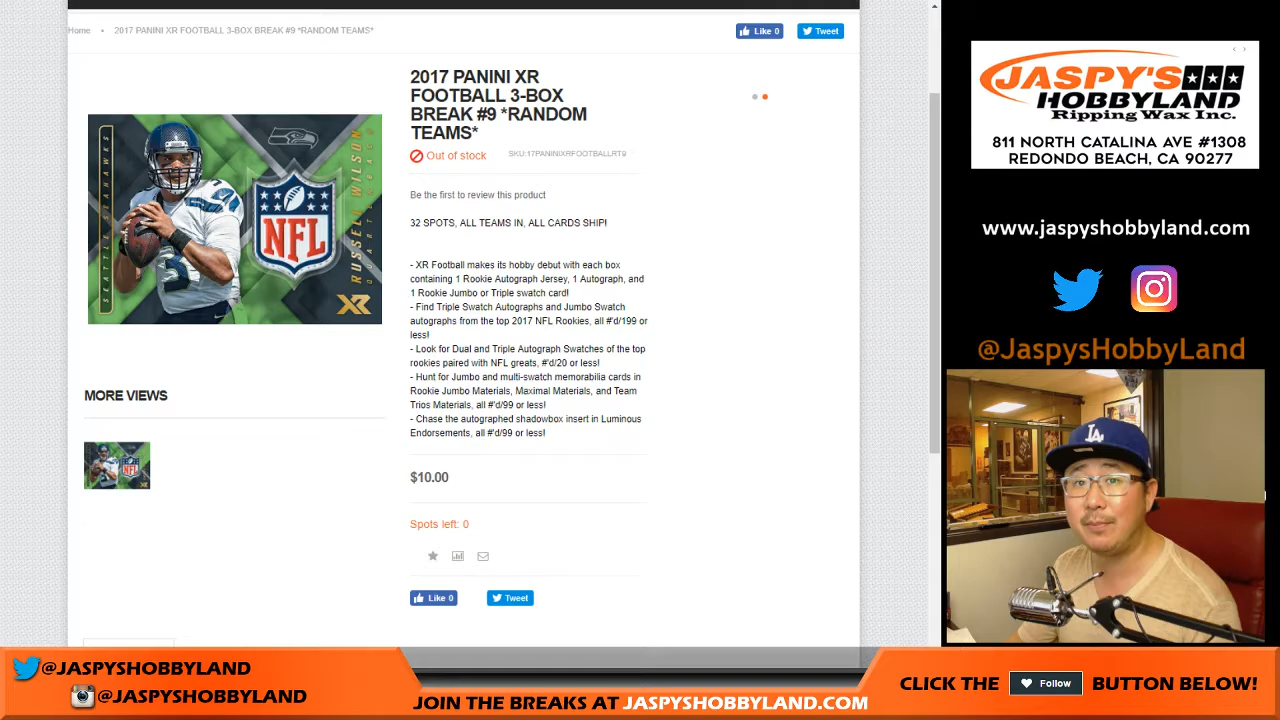 Home • 2017 PANINI XR FOOTBALL 3-BOX BREAK #9 *RANDOM TEAMS*
Like 0
Tweet
2017 PANINI XR
FOOTBALL 3-BOX
BREAK #9 *RANDOM
TEAMS*
Out of stock
SKU:17PANINIXRFOOTBALLRT9
Be the first to review this product
32 SPOTS, ALL TEAMS IN, ALL CARDS SHIP!
- XR Football makes its hobby debut with each box
containing 1 Rookie Autograph Jersey, 1 Autograph, and
1 Rookie Jumbo or Triple swatch card!
- Find Triple Swatch Autographs and Jumbo Swatch
autographs from the top 2017 NFL Rookies, all #'d/199 or
less!
- Look for Dual and Triple Autograph Swatches of the top
rookies paired with NFL greats, #'d/20 or less!
- Hunt for Jumbo and multi-swatch memorabilia cards in
Rookie Jumbo Materials, Maximal Materials, and Team
Trios Materials, all #'d/99 or less!
- Chase the autographed shadowbox insert in Luminous
Endorsements, all #'d/99 or less!
$10.00
Spots left: 0
Like 0
Tweet
SEATTLE SEAHAWKS
NFL
RUSSELL WILSON
QUARTERBACK
XR
MORE VIEWS
JASPY'S
HOBBYLAND
Ripping Wax Inc.
811 NORTH CATALINA AVE #1308
REDONDO BEACH, CA 90277
www.jaspyshobbyland.com
@JaspysHobbyLand
@JASPYSHOBBYLAND
@JASPYSHOBBYLAND
JOIN THE BREAKS AT JASPYSHOBBYLAND.COM
CLICK THE Follow BUTTON BELOW!